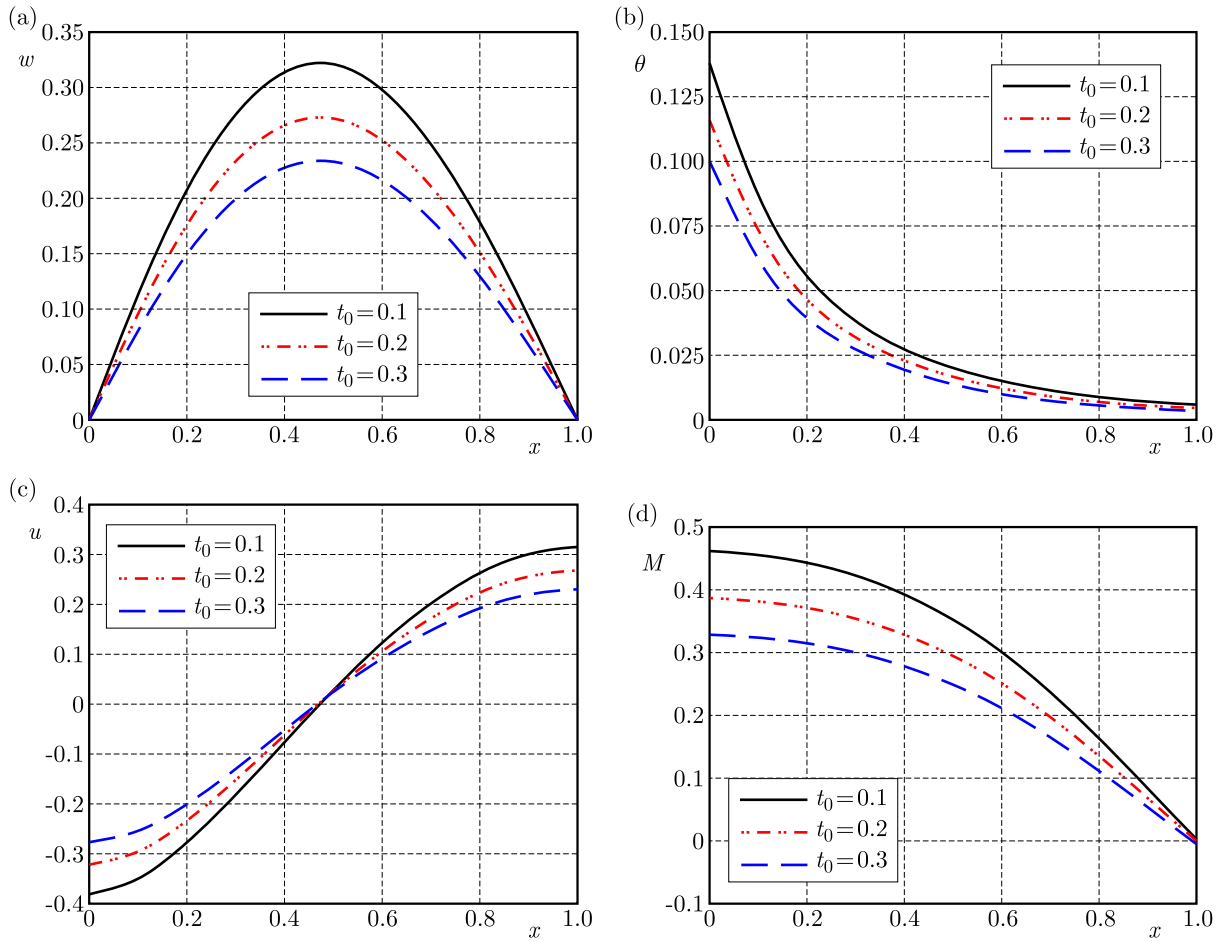 (a)
w
0.35
0.30
0.25
0.20
0.15
0.10
0.05
0
0 0.2 0.4 0.6 0.8 1.0
x
t₀=0.1
t₀=0.2
t₀=0.3
(b)
θ
0.150
0.125
0.100
0.075
0.050
0.025
0
0 0.2 0.4 0.6 0.8 1.0
x
t₀=0.1
t₀=0.2
t₀=0.3
(c)
u
0.4
0.3
0.2
0.1
0
-0.1
-0.2
-0.3
-0.4
0 0.2 0.4 0.6 0.8 1.0
x
t₀=0.1
t₀=0.2
t₀=0.3
(d)
M
0.5
0.4
0.3
0.2
0.1
0
-0.1
0 0.2 0.4 0.6 0.8 1.0
x
t₀=0.1
t₀=0.2
t₀=0.3